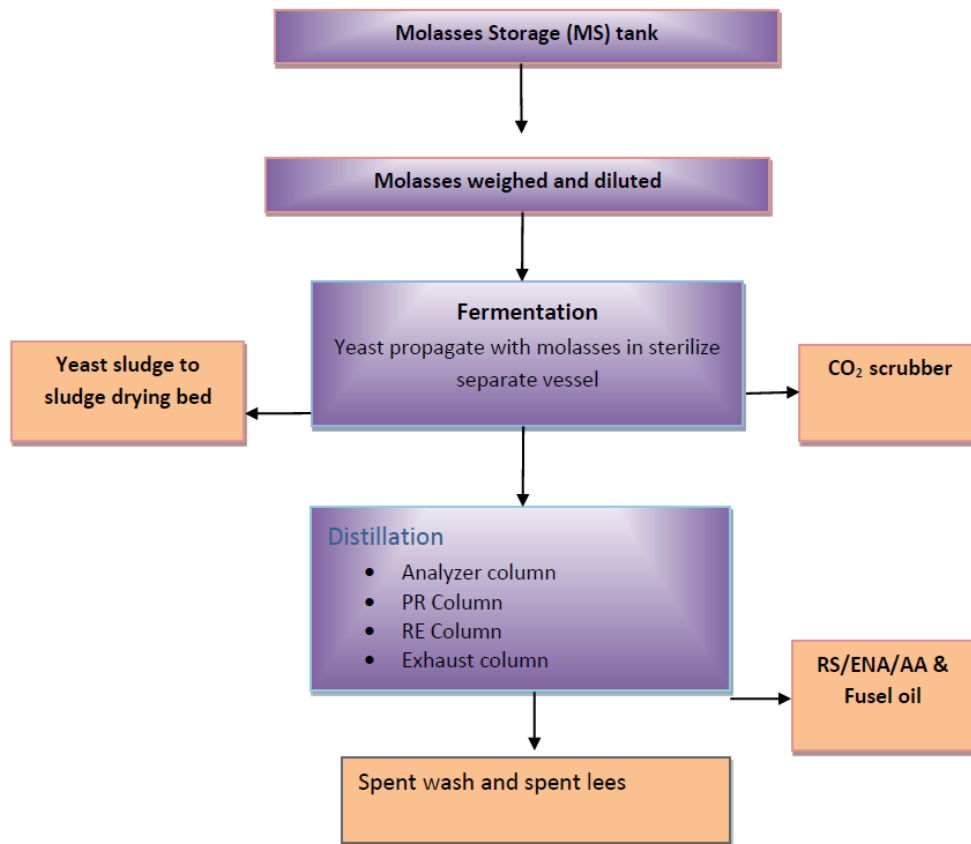 Molasses Storage (MS) tank
Molasses weighed and diluted
Fermentation
Yeast propagate with molasses in sterilize
separate vessel
Yeast sludge to
sludge drying bed
CO₂ scrubber
Distillation
• Analyzer column
• PR Column
• RE Column
• Exhaust column
RS/ENA/AA &
Fusel oil
Spent wash and spent lees